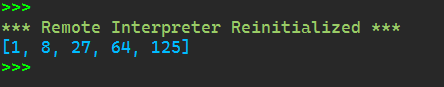 >>>
*** Remote Interpreter Reinitialized ***
[1, 8, 27, 64, 125]
>>>